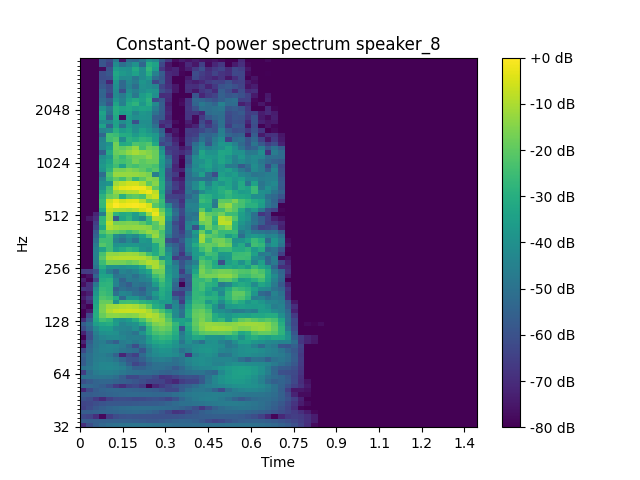 Constant-Q power spectrum speaker_8
Hz
2048
1024
512
256
128
64
32
0 0.15 0.3 0.45 0.6 0.75 0.9 1.1 1.2 1.4
Time
+0 dB
-10 dB
-20 dB
-30 dB
-40 dB
-50 dB
-60 dB
-70 dB
-80 dB